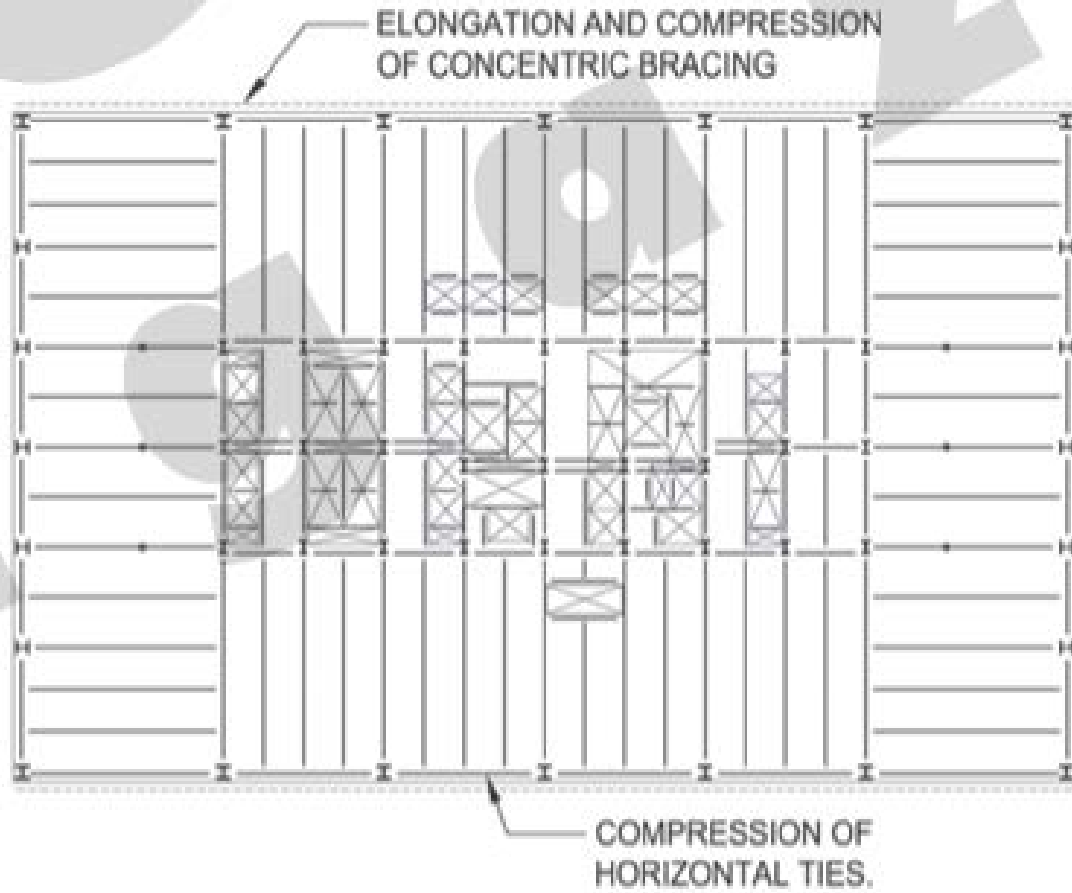 ELONGATION AND COMPRESSION
OF CONCENTRIC BRACING
COMPRESSION OF
HORIZONTAL TIES.